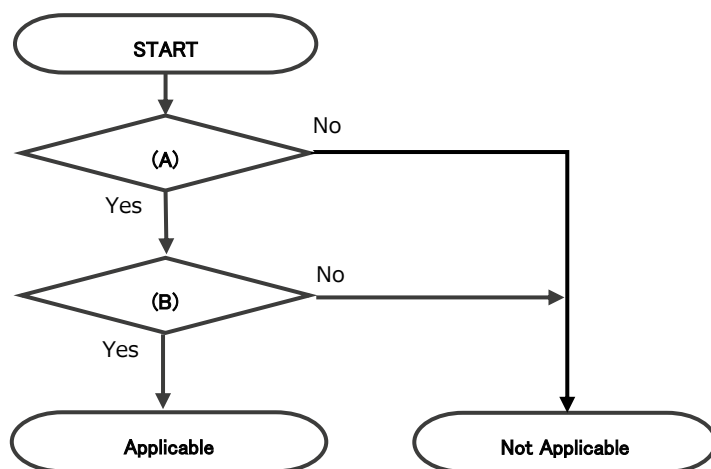 START
No
(A)
Yes
No
(B)
Yes
Applicable
Not Applicable